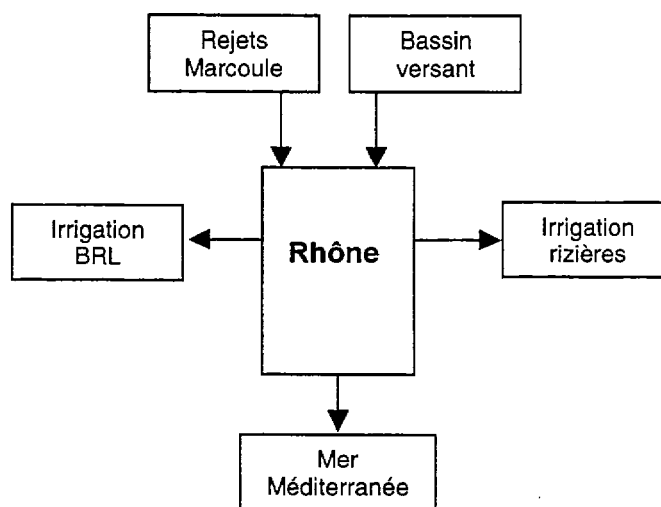 Rejets
Marcoule
Bassin
versant
Irrigation
BRL
Rhône
Irrigation
rizières
Mer
Méditerranée